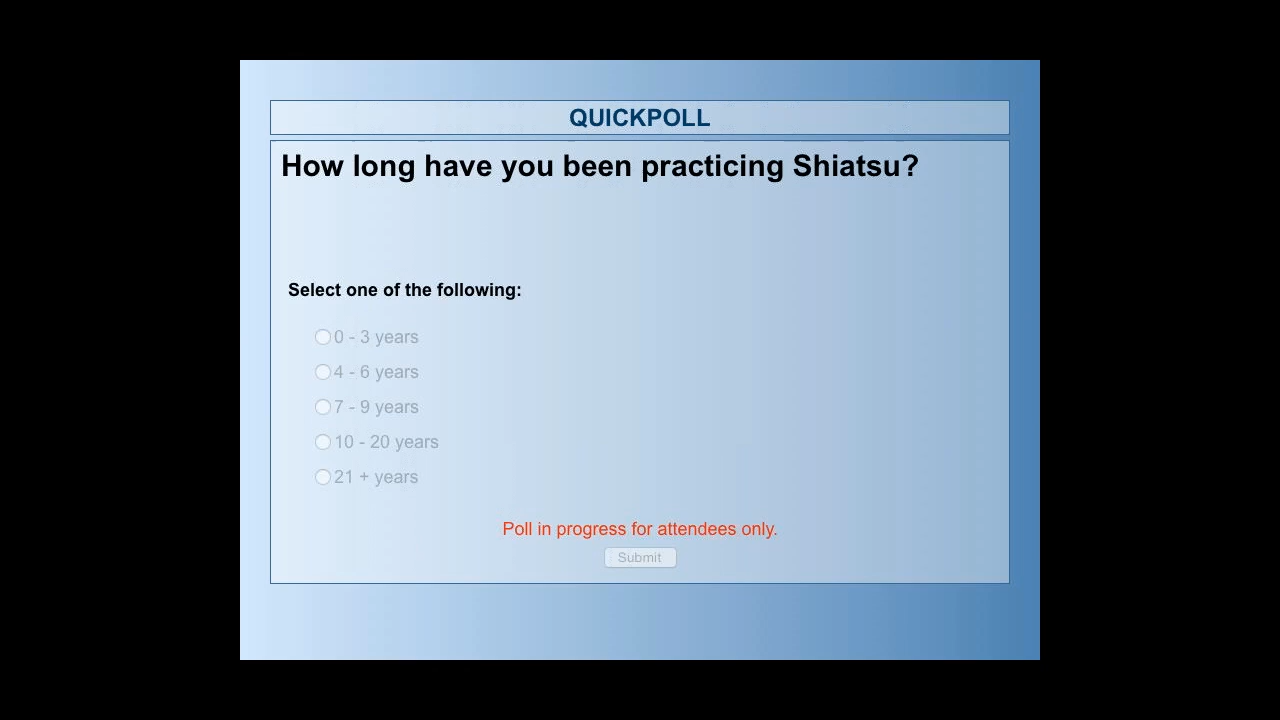 QUICKPOLL
How long have you been practicing Shiatsu?
Select one of the following:
0 - 3 years
4 - 6 years
7 - 9 years
10 - 20 years
21 + years
Poll in progress for attendees only.
Submit